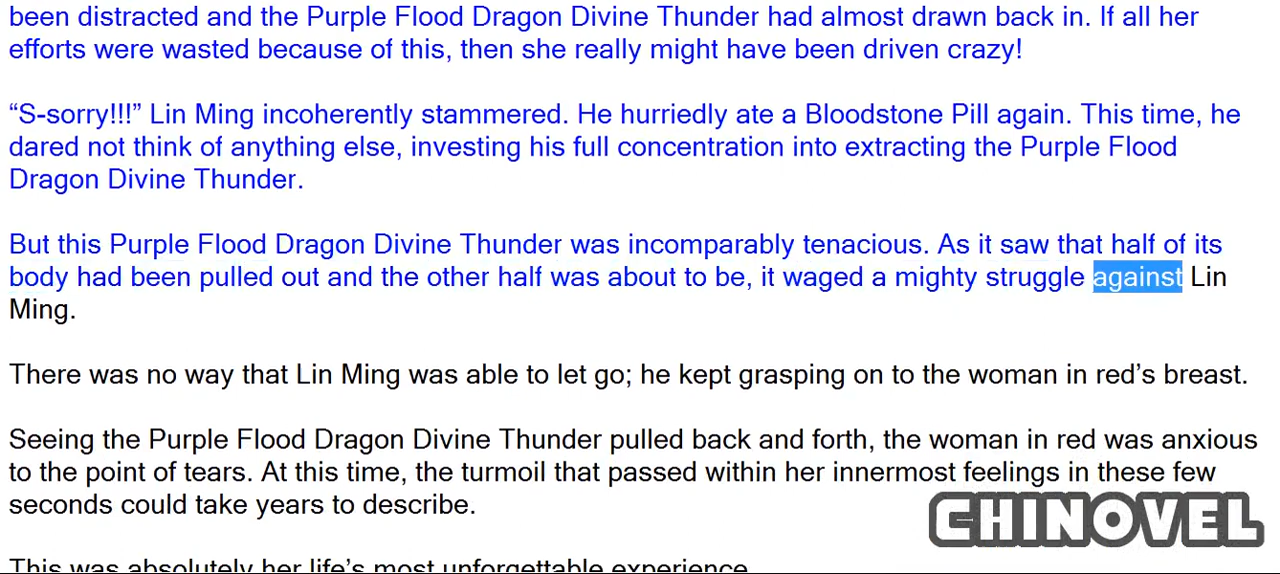 been distracted and the Purple Flood Dragon Divine Thunder had almost drawn back in. If all her
efforts were wasted because of this, then she really might have been driven crazy!
“S-sorry!!!” Lin Ming incoherently stammered. He hurriedly ate a Bloodstone Pill again. This time, he
dared not think of anything else, investing his full concentration into extracting the Purple Flood
Dragon Divine Thunder.
But this Purple Flood Dragon Divine Thunder was incomparably tenacious. As it saw that half of its
body had been pulled out and the other half was about to be, it waged a mighty struggle against Lin
Ming.
There was no way that Lin Ming was able to let go; he kept grasping on to the woman in red’s breast.
Seeing the Purple Flood Dragon Divine Thunder pulled back and forth, the woman in red was anxious
to the point of tears. At this time, the turmoil that passed within her innermost feelings in these few
seconds could take years to describe.
CHINOVEL
This was absolutely her life’s most unforgettable experience